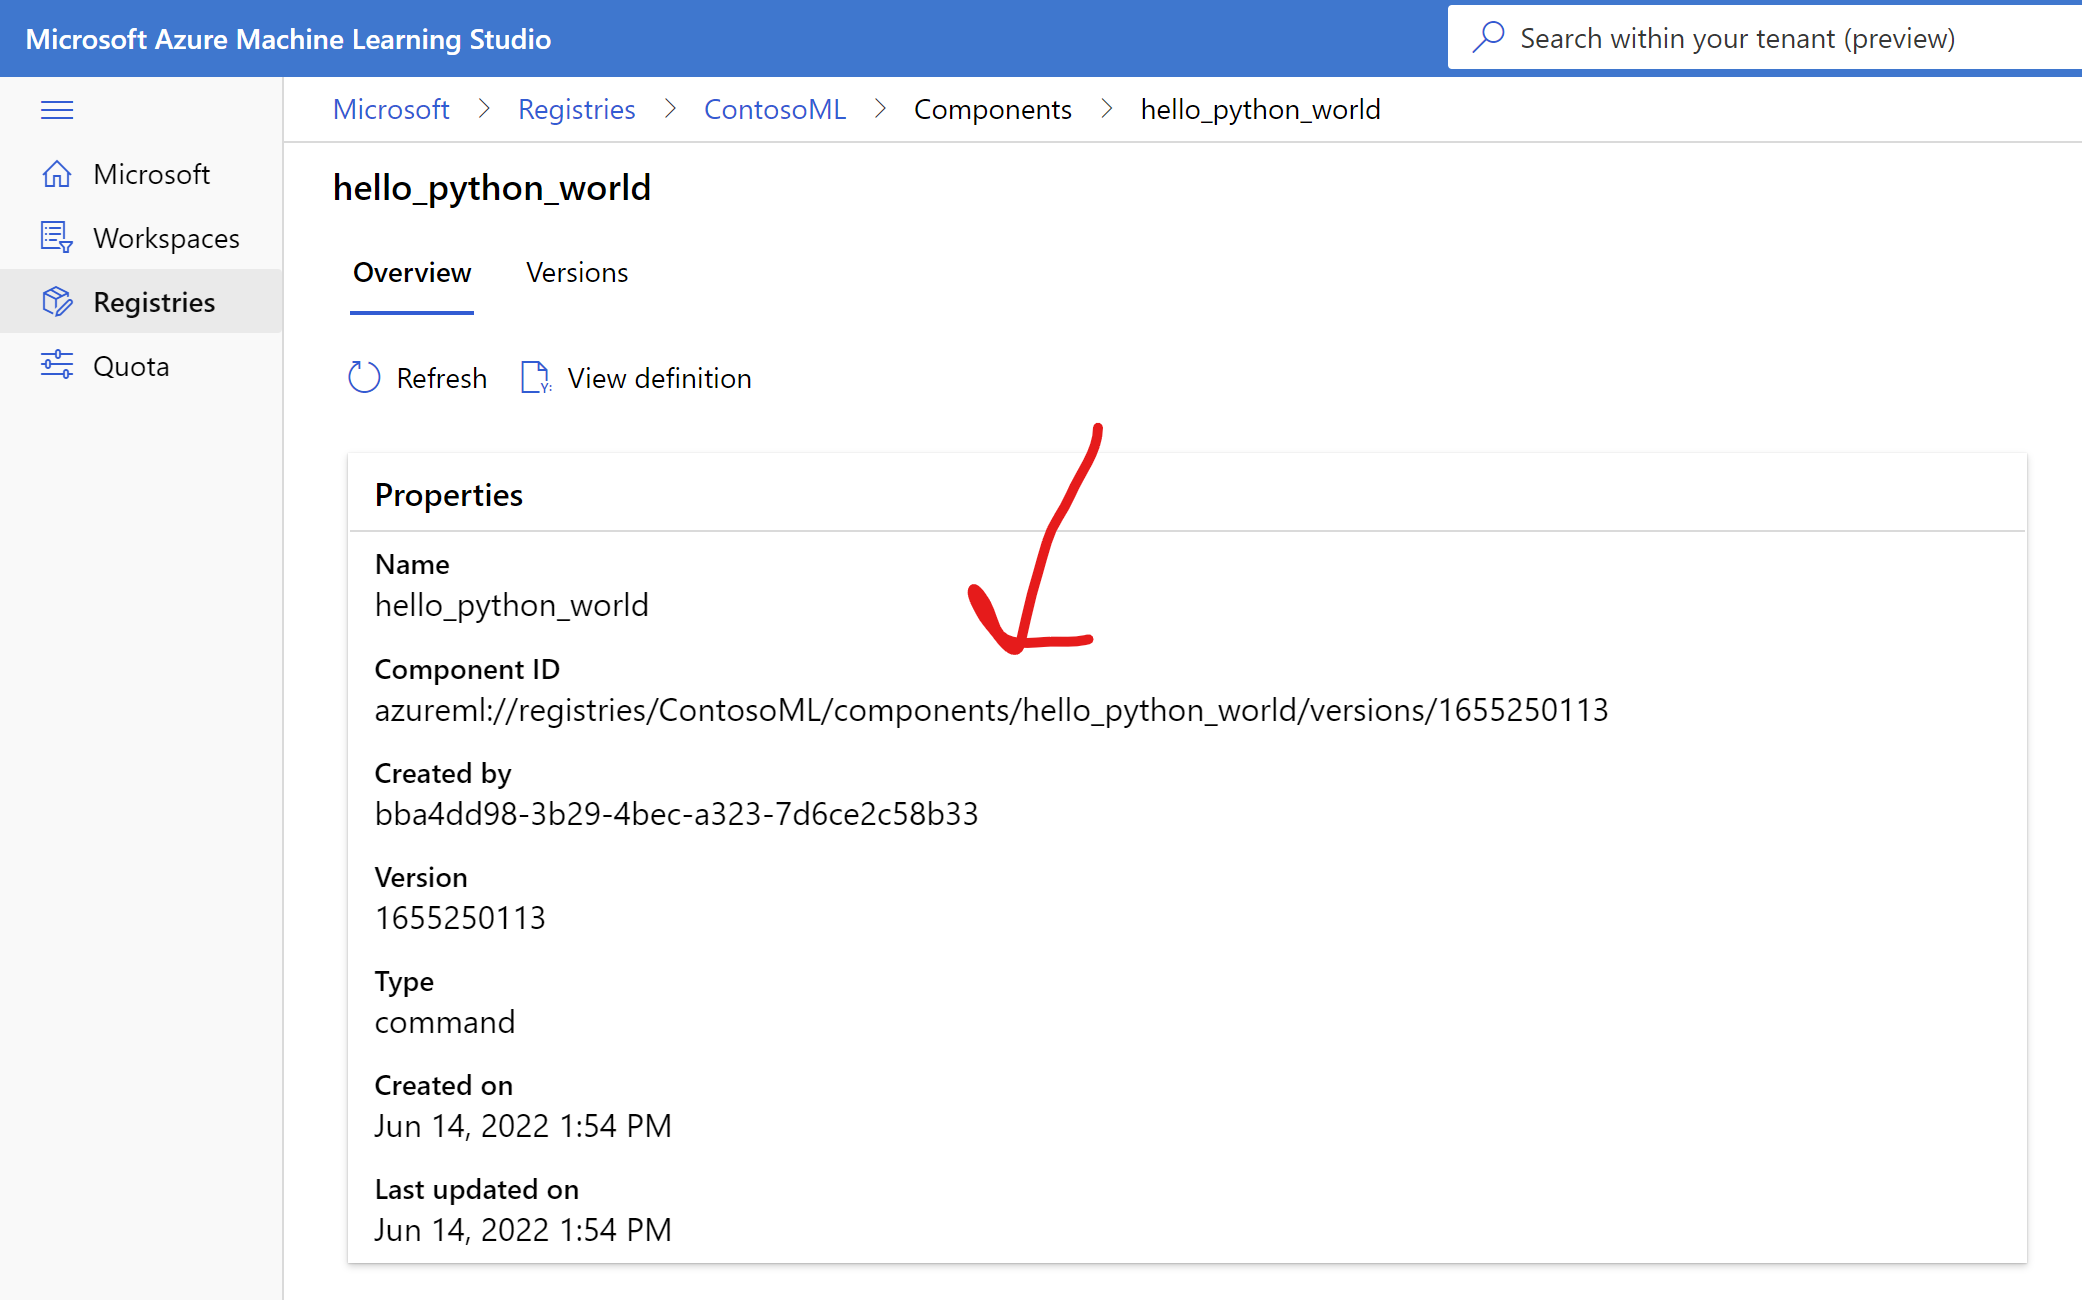 Microsoft Azure Machine Learning Studio
Search within your tenant (preview)
Microsoft > Registries > ContosoML > Components > hello_python_world
Microsoft
Workspaces
Registries
Quota
hello_python_world
Overview Versions
Refresh View definition
Properties
Name
hello_python_world
Component ID
azureml://registries/ContosoML/components/hello_python_world/versions/1655250113
Created by
bba4dd98-3b29-4bec-a323-7d6ce2c58b33
Version
1655250113
Type
command
Created on
Jun 14, 2022 1:54 PM
Last updated on
Jun 14, 2022 1:54 PM